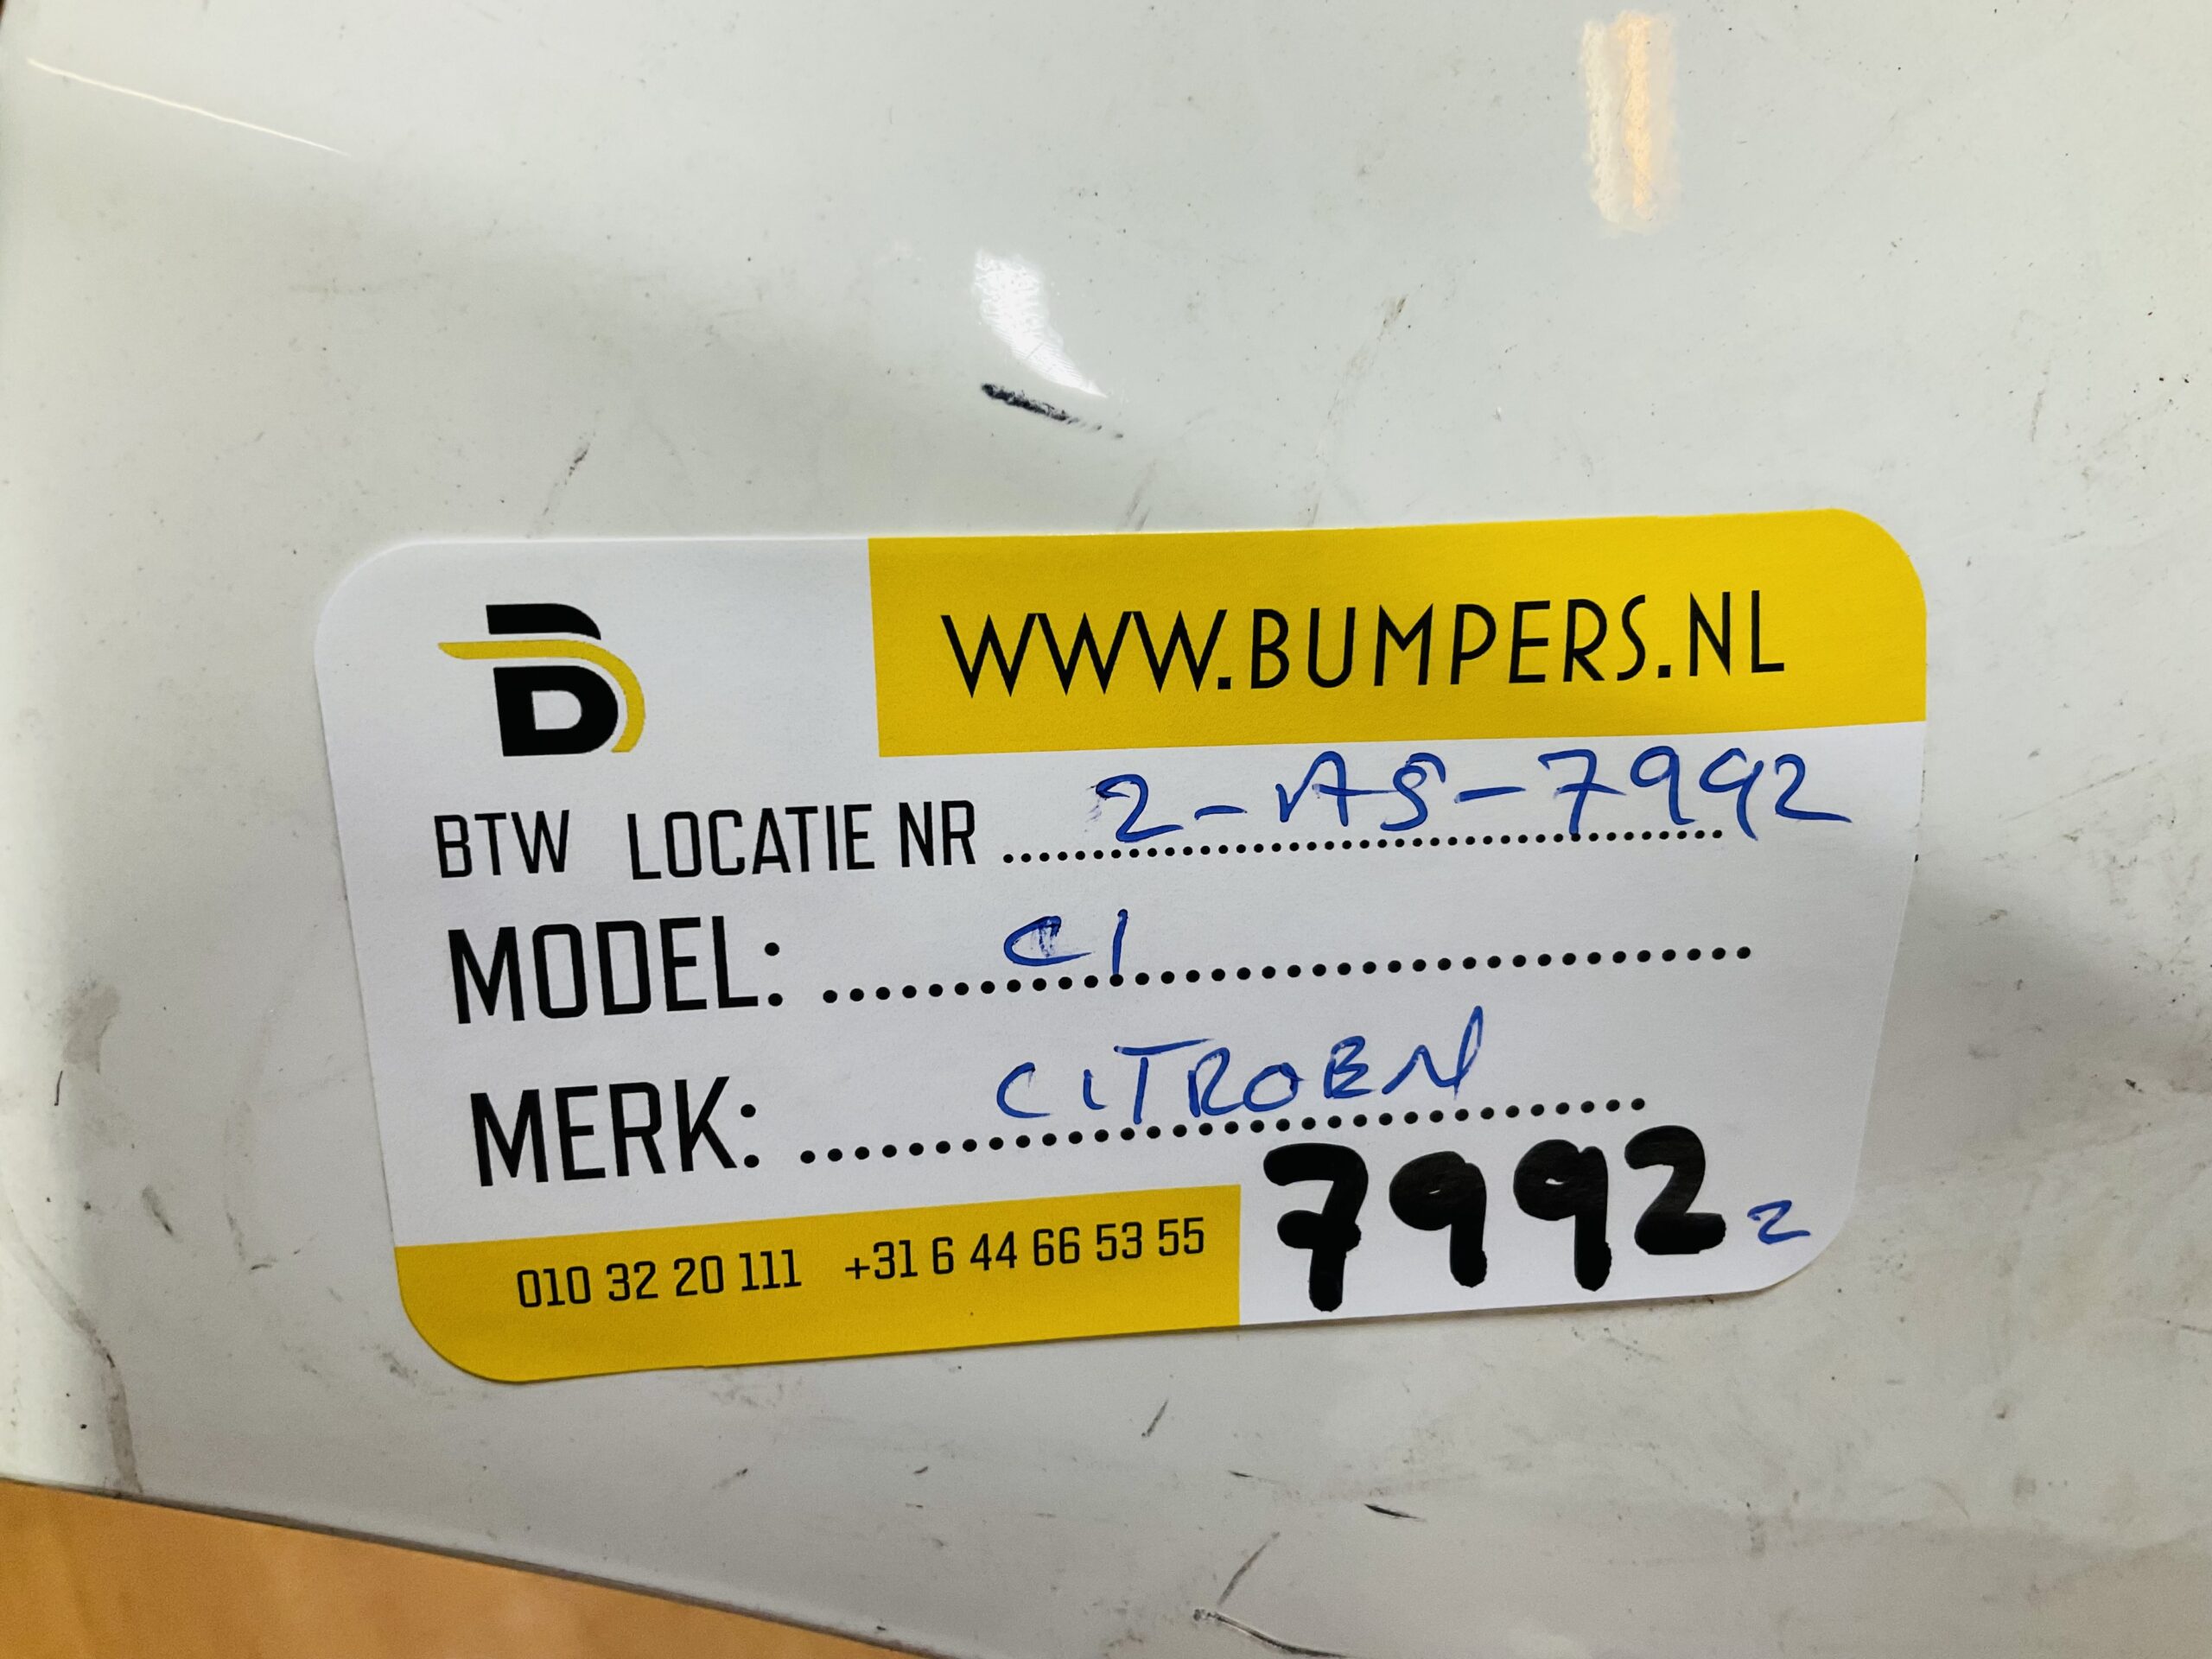 B
WWW.BUMPERS.NL
BTW LOCATIE NR 2-AS-7992
MODEL: C1
MERK: CITROEN
010 32 20 111 +31 6 44 66 53 55
7992 2